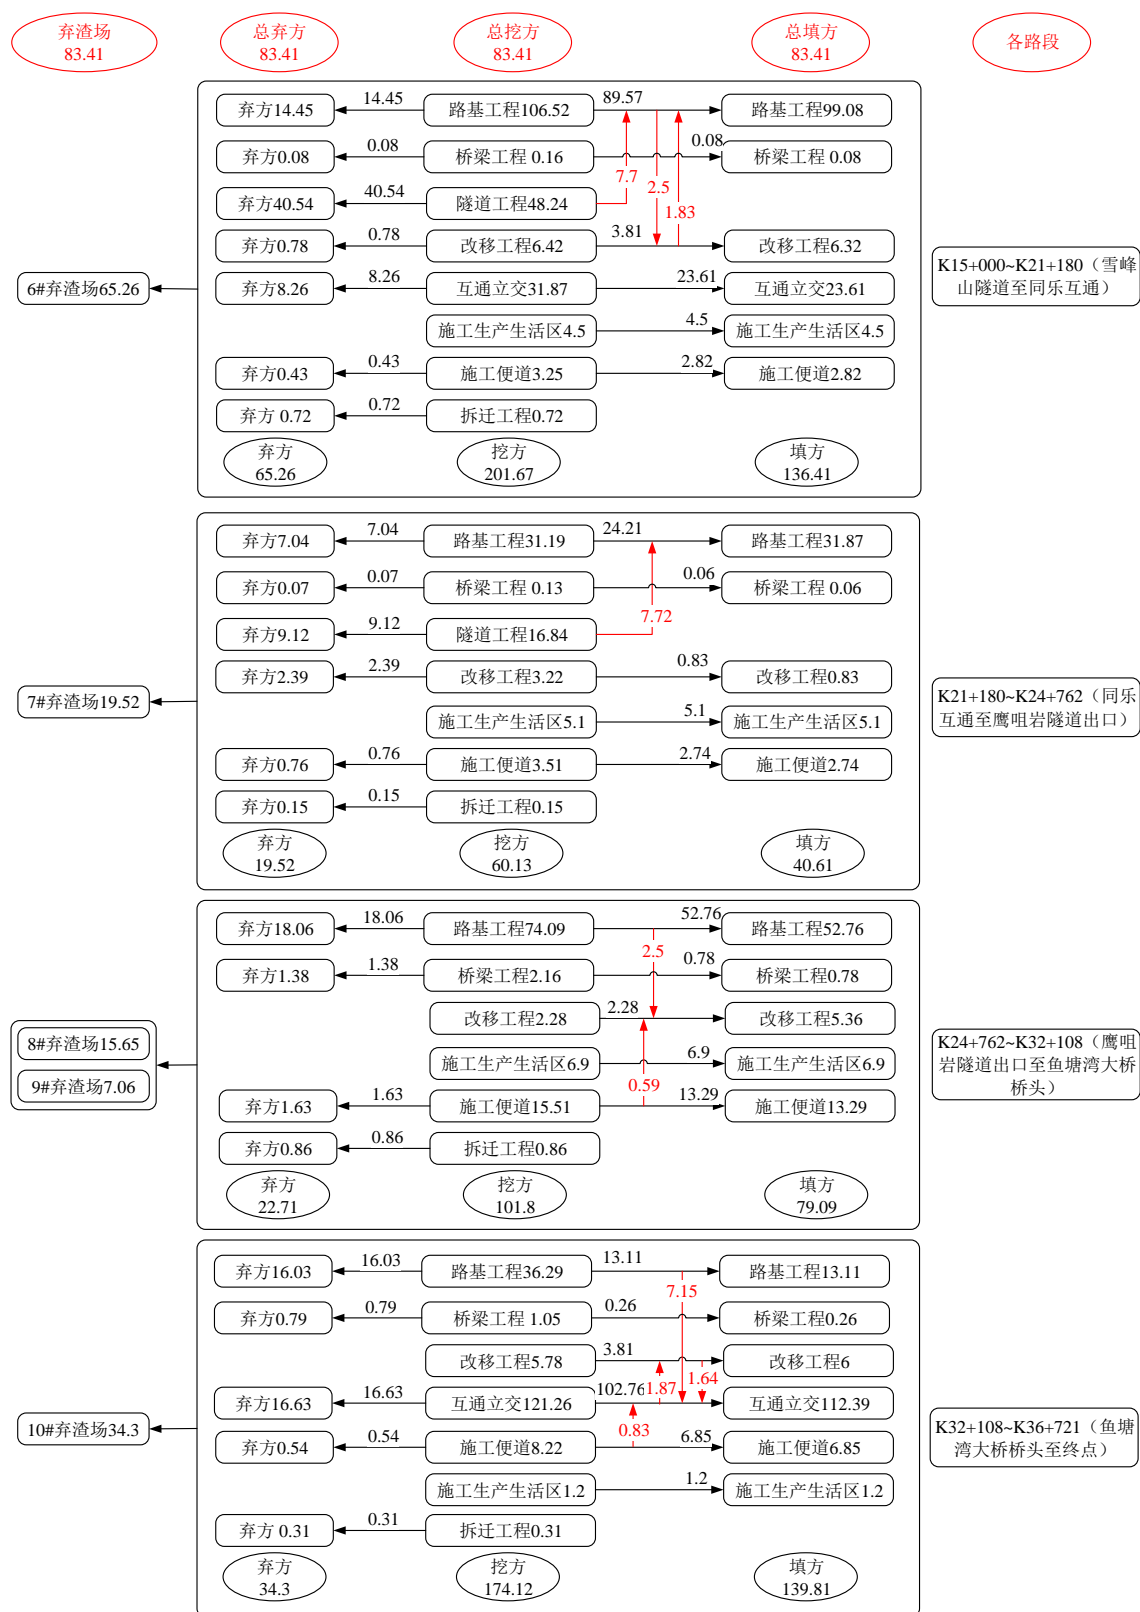 弃渣场
83.41
总弃方
83.41
总挖方
83.41
总填方
83.41
各路段
弃方14.45
14.45
路基工程106.52
89.57
路基工程99.08
弃方0.08
0.08
桥梁工程 0.16
0.08
桥梁工程 0.08
7.7
2.5
1.83
弃方40.54
40.54
隧道工程48.24
弃方0.78
0.78
改移工程6.42
3.81
改移工程6.32
6#弃渣场65.26
弃方8.26
8.26
互通立交31.87
23.61
互通立交23.61
K15+000~K21+180（雪峰
山隧道至同乐互通）
施工生产生活区4.5
4.5
施工生产生活区4.5
弃方0.43
0.43
施工便道3.25
2.82
施工便道2.82
弃方 0.72
0.72
拆迁工程0.72
弃方
65.26
挖方
201.67
填方
136.41
弃方7.04
7.04
路基工程31.19
24.21
路基工程31.87
弃方0.07
0.07
桥梁工程 0.13
0.06
桥梁工程 0.06
7.72
弃方9.12
9.12
隧道工程16.84
弃方2.39
2.39
改移工程3.22
0.83
改移工程0.83
7#弃渣场19.52
K21+180~K24+762（同乐
互通至鹰咀岩隧道出口）
施工生产生活区5.1
5.1
施工生产生活区5.1
弃方0.76
0.76
施工便道3.51
2.74
施工便道2.74
弃方0.15
0.15
拆迁工程0.15
弃方
19.52
挖方
60.13
填方
40.61
弃方18.06
18.06
路基工程74.09
52.76
路基工程52.76
2.5
弃方1.38
1.38
桥梁工程2.16
0.78
桥梁工程0.78
改移工程2.28
2.28
改移工程5.36
8#弃渣场15.65
9#弃渣场7.06
K24+762~K32+108（鹰咀
岩隧道出口至鱼塘湾大桥
桥头）
施工生产生活区6.9
6.9
施工生产生活区6.9
0.59
弃方1.63
1.63
施工便道15.51
13.29
施工便道13.29
弃方0.86
0.86
拆迁工程0.86
弃方
22.71
挖方
101.8
填方
79.09
弃方16.03
16.03
路基工程36.29
13.11
路基工程13.11
7.15
弃方0.79
0.79
桥梁工程 1.05
0.26
桥梁工程0.26
改移工程5.78
3.81
改移工程6
1.87
1.64
弃方16.63
16.63
互通立交121.26
102.76
互通立交112.39
10#弃渣场34.3
K32+108~K36+721（鱼塘
湾大桥桥头至终点）
0.83
弃方0.54
0.54
施工便道8.22
6.85
施工便道6.85
施工生产生活区1.2
1.2
施工生产生活区1.2
弃方 0.31
0.31
拆迁工程0.31
弃方
34.3
挖方
174.12
填方
139.81